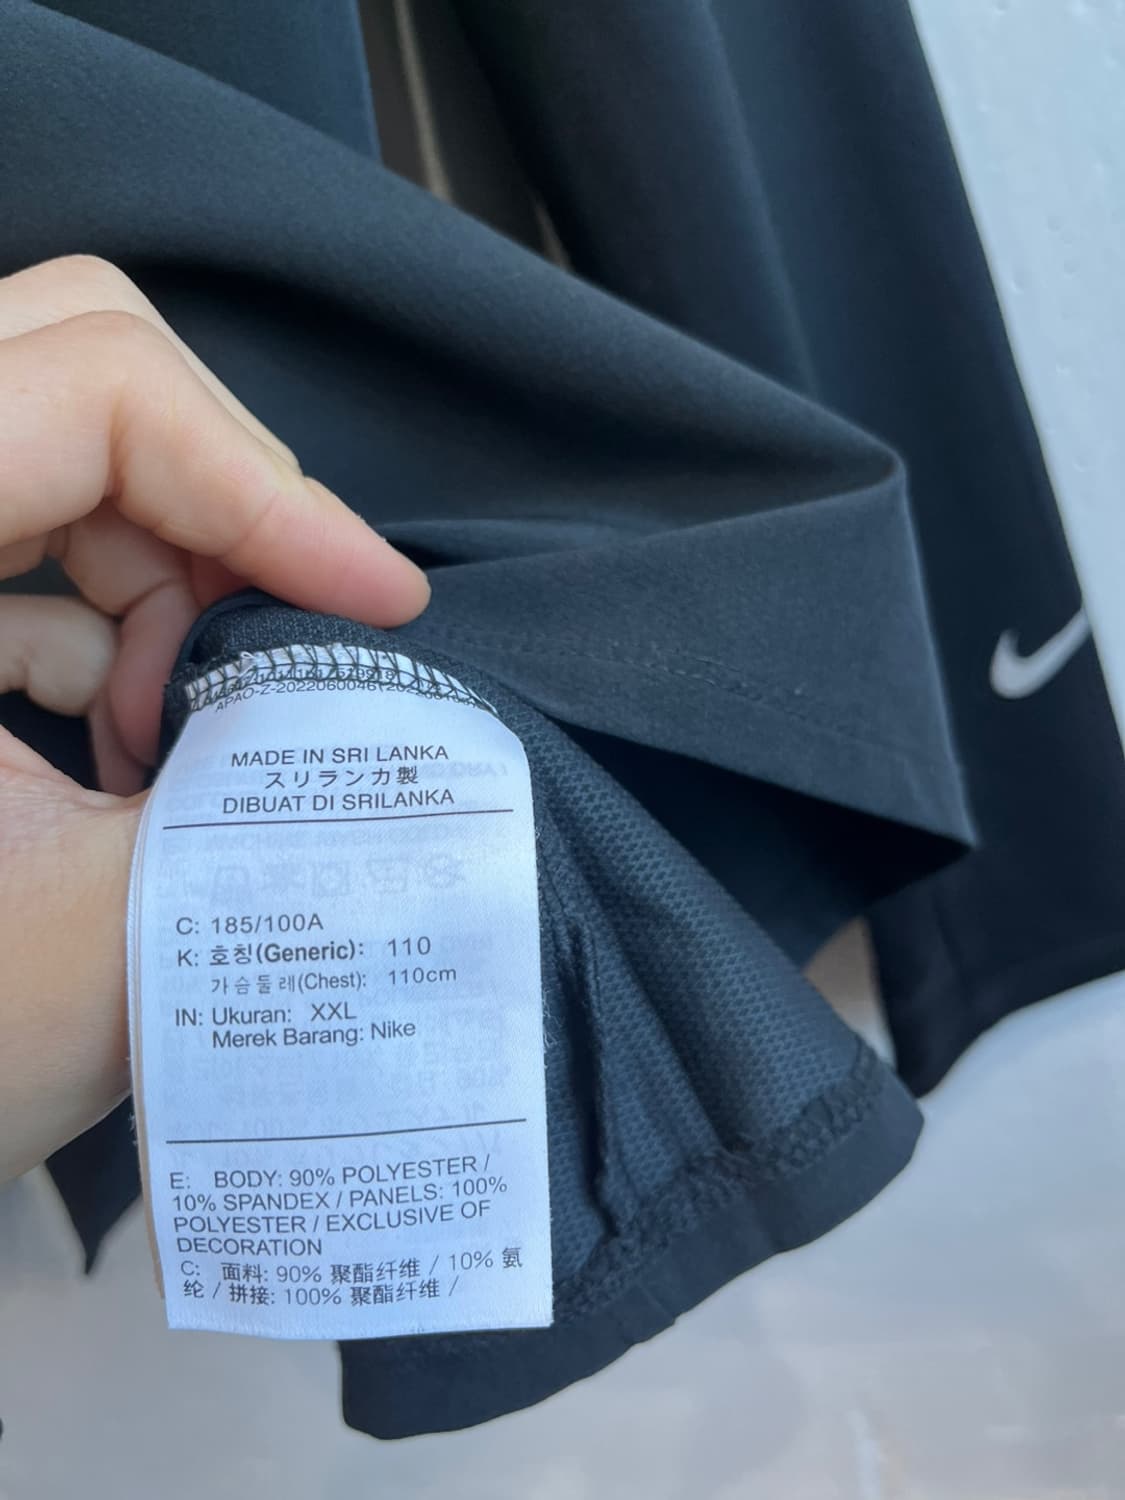 MADE IN SRI LANKA
スリランカ製
DIBUAT DI SRILANKA
C: 185/100A
K: 호칭(Generic): 110
가슴둘레(Chest): 110cm
IN: Ukuran: XXL
Merek Barang: Nike
E: BODY: 90% POLYESTER /
10% SPANDEX / PANELS: 100%
POLYESTER / EXCLUSIVE OF
DECORATION
C: 面料: 90% 聚酯纤维 / 10% 氨
纶 / 拼接: 100% 聚酯纤维 /